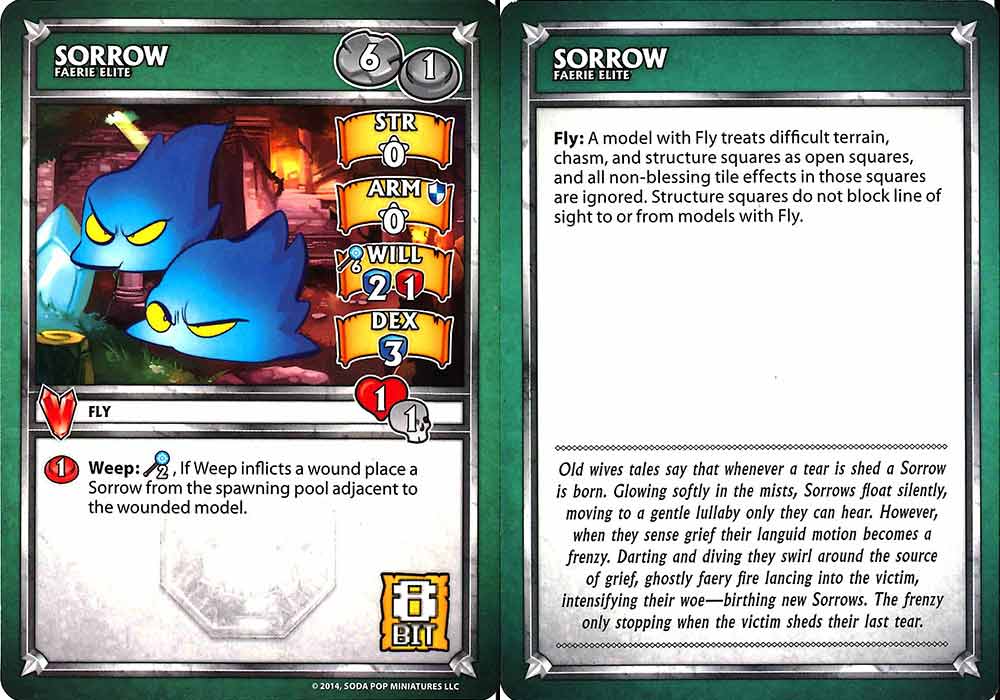 SORROW
FAERIE ELITE
6
1
STR
0
ARM
0
6
WILL
2 1
DEX
3
1
1
FLY
1
Weep: 2, If Weep inflicts a wound place a
Sorrow from the spawning pool adjacent to
the wounded model.
8
BIT
© 2014, SODA POP MINIATURES LLC
SORROW
FAERIE ELITE
Fly: A model with Fly treats difficult terrain,
chasm, and structure squares as open squares,
and all non-blessing tile effects in those squares
are ignored. Structure squares do not block line of
sight to or from models with Fly.
Old wives tales say that whenever a tear is shed a Sorrow
is born. Glowing softly in the mists, Sorrows float silently,
moving to a gentle lullaby only they can hear. However,
when they sense grief their languid motion becomes a
frenzy. Darting and diving they swirl around the source
of grief, ghostly faery fire lancing into the victim,
intensifying their woe—birthing new Sorrows. The frenzy
only stopping when the victim sheds their last tear.